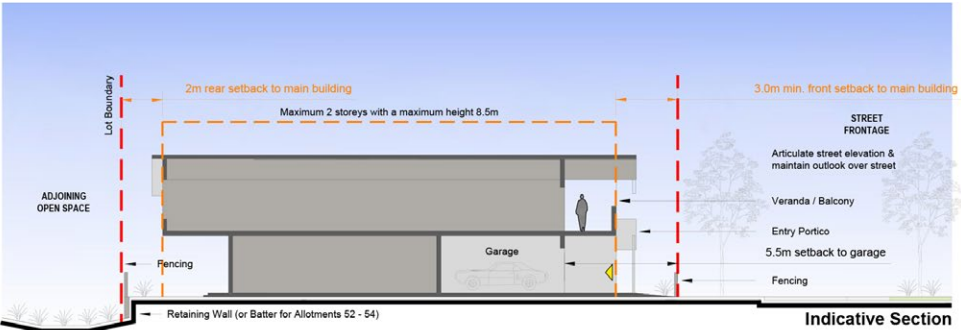 Lot Boundary
2m rear setback to main building
3.0m min. front setback to main building
Maximum 2 storeys with a maximum height 8.5m
STREET
FRONTAGE
Articulate street elevation &
maintain outlook over street
ADJOINING
OPEN SPACE
Veranda / Balcony
Entry Portico
Garage
5.5m setback to garage
Fencing
Fencing
Retaining Wall (or Batter for Allotments 52 - 54)
Indicative Section